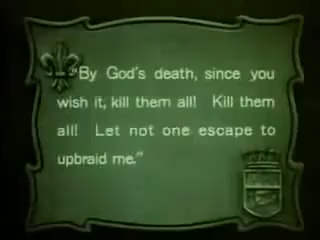 "By God's death, since you
wish it, kill them all! Kill them
all! Let not one escape to
upbraid me."